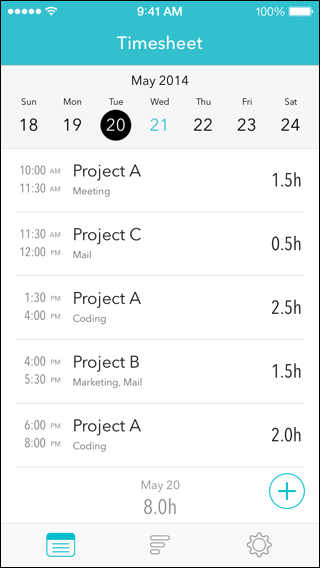 9:41 AM 100%
Timesheet
May 2014
Sun Mon Tue Wed Thu Fri Sat
18 19 20 21 22 23 24
10:00 AM Project A
11:30 AM Meeting 1.5h
11:30 AM Project C
12:00 PM Mail 0.5h
1:30 PM Project A
4:00 PM Coding 2.5h
4:00 PM Project B
5:30 PM Marketing, Mail 1.5h
6:00 PM Project A
8:00 PM Coding 2.0h
May 20
8.0h